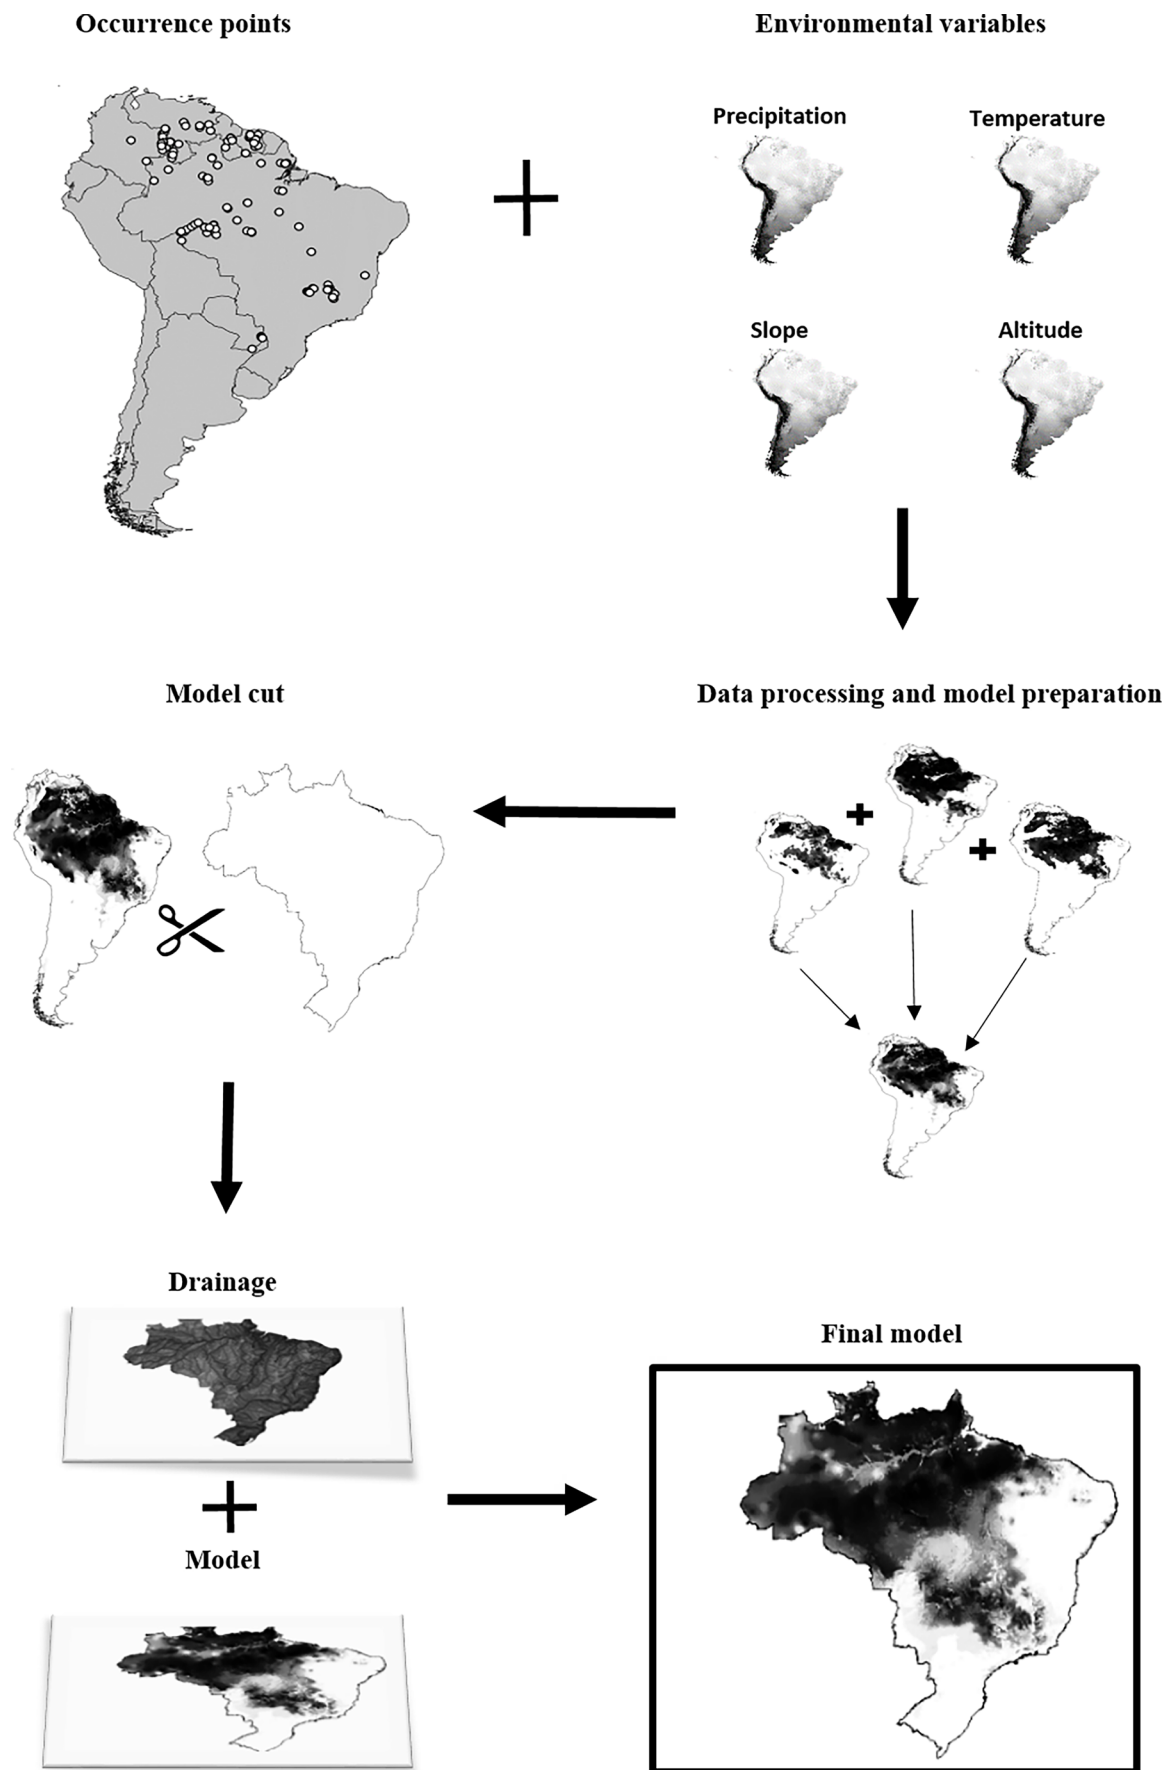 Occurrence points
Environmental variables
Precipitation
Temperature
Slope
Altitude
Model cut
Data processing and model preparation
Drainage
Model
Final model